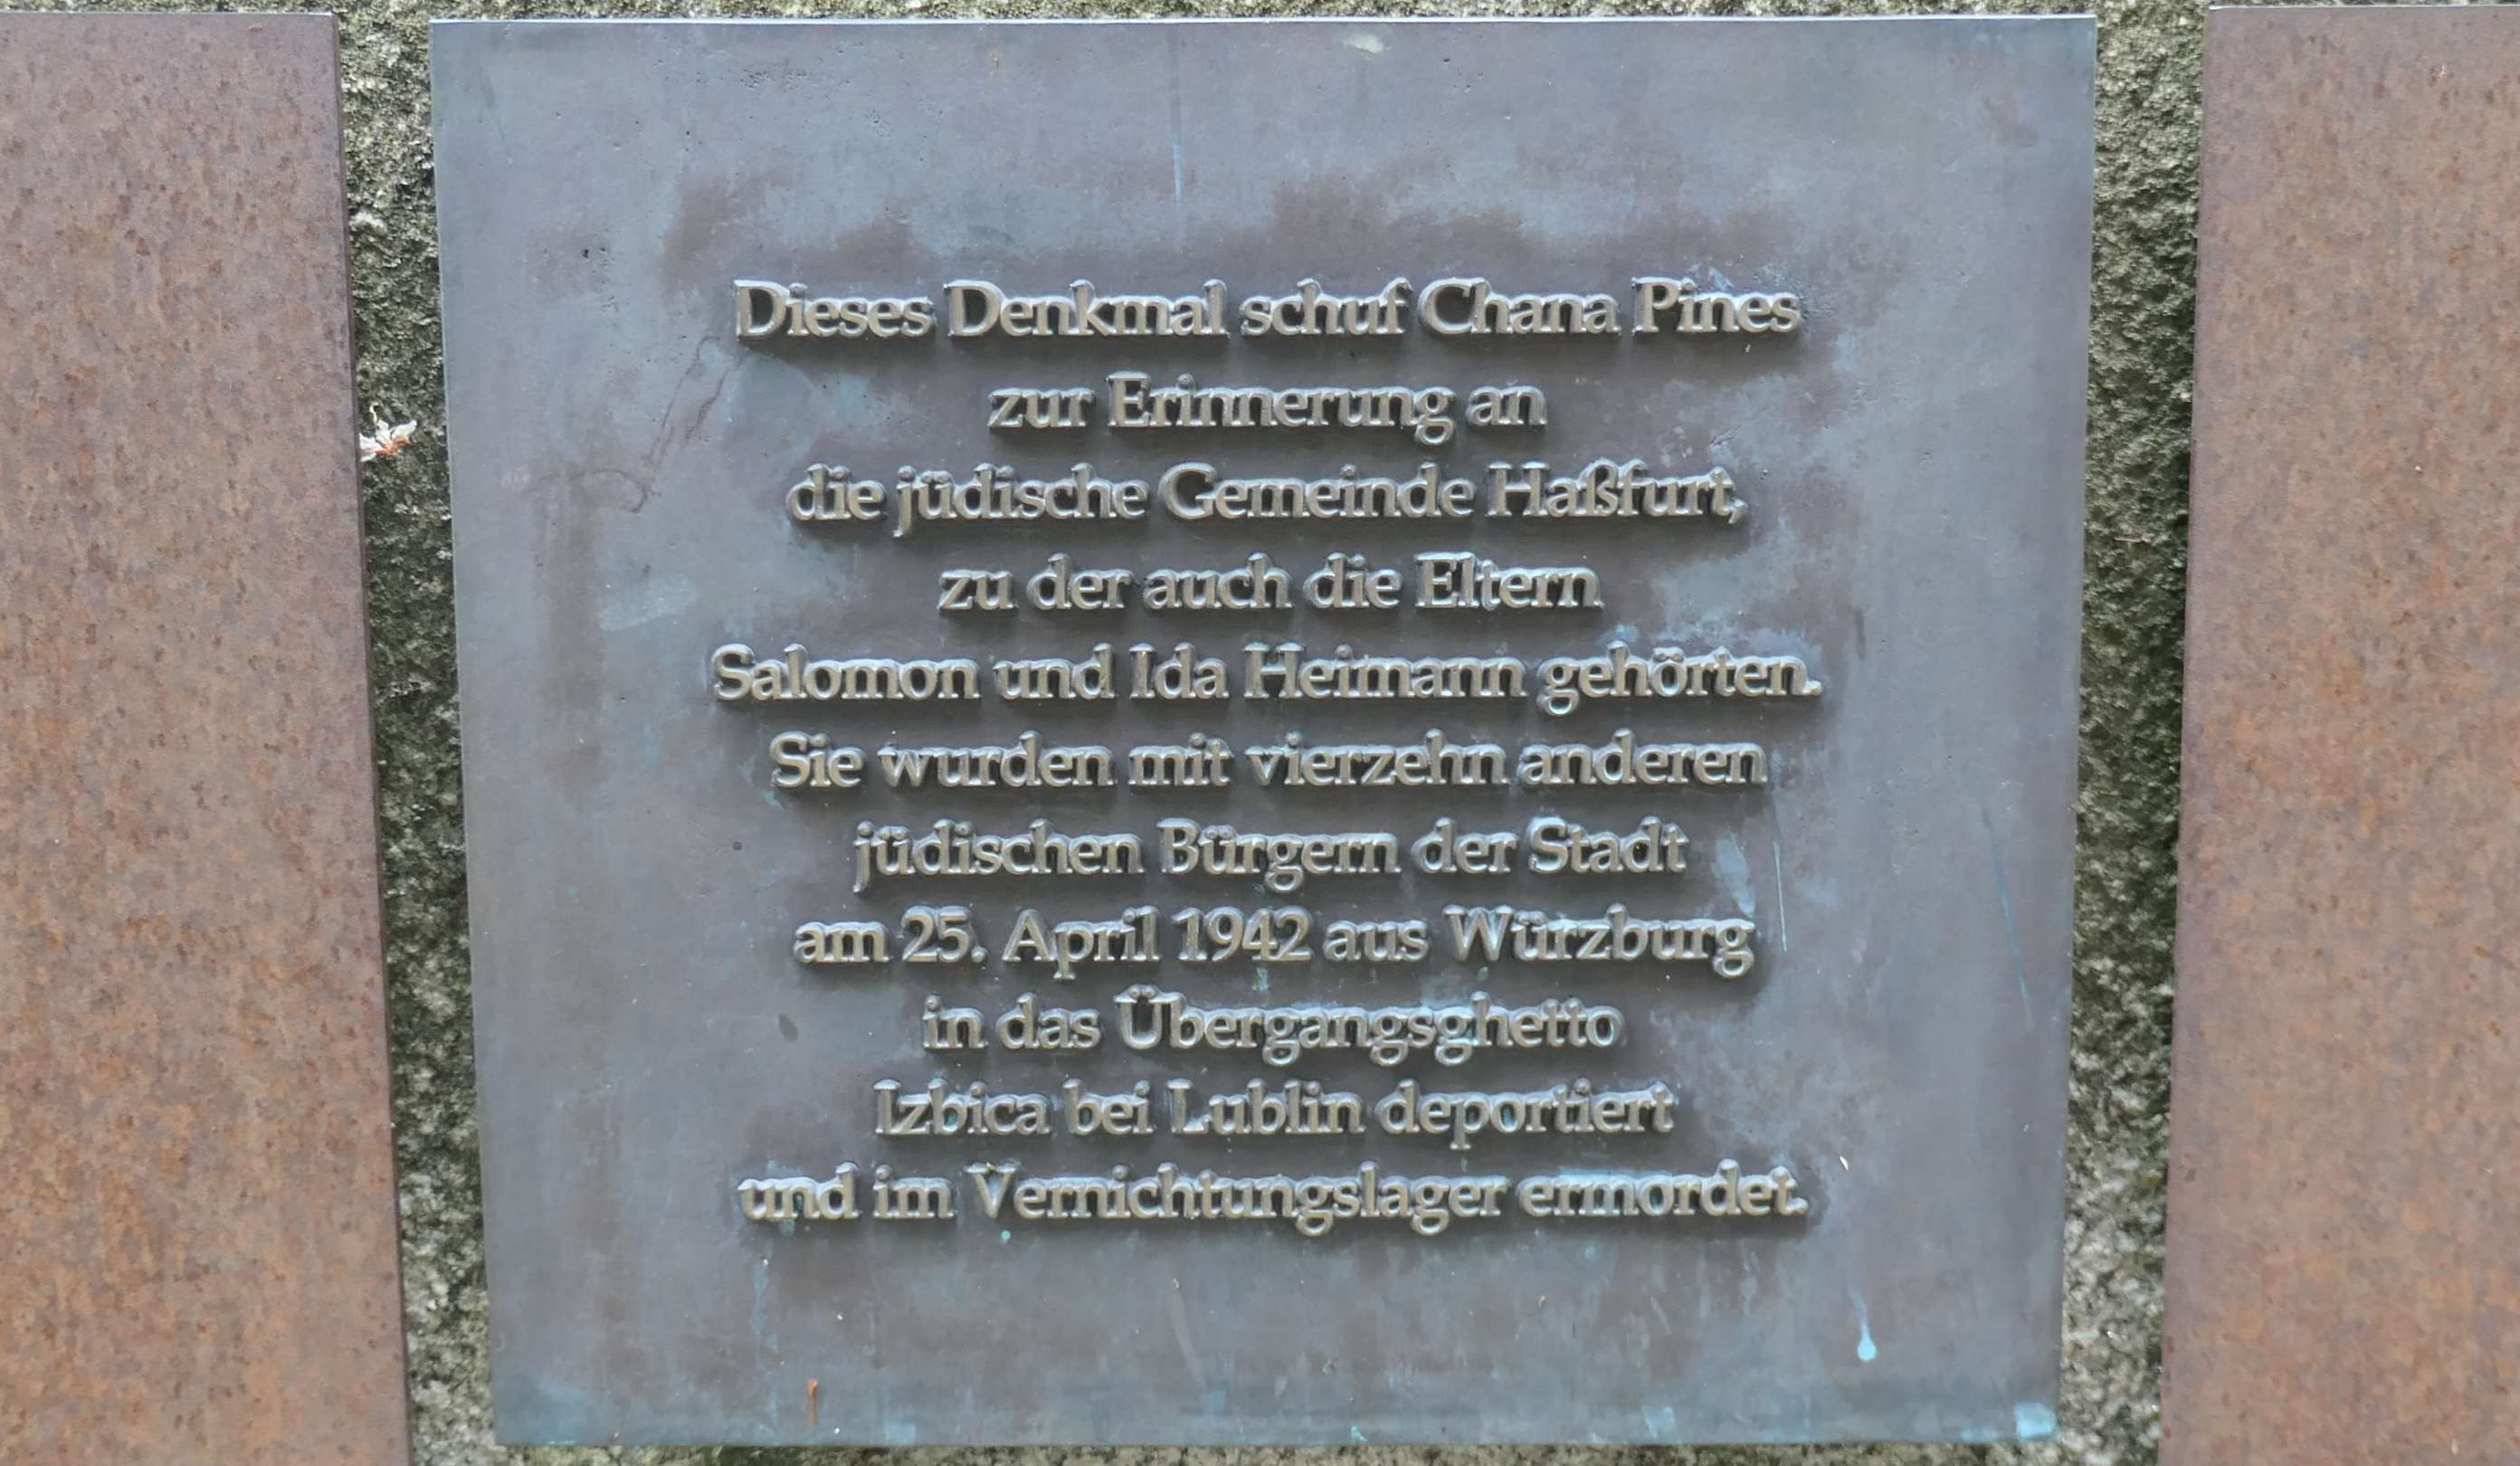 Dieses Denkmal schuf Chana Pines
zur Erinnerung an
die jüdische Gemeinde Haßfurt,
zu der auch die Eltern
Salomon und Ida Heimann gehörten.
Sie wurden mit vierzehn anderen
jüdischen Bürgern der Stadt
am 25. April 1942 aus Würzburg
in das Übergangsghetto
Izbica bei Lublin deportiert
und im Vernichtungslager ermordet.